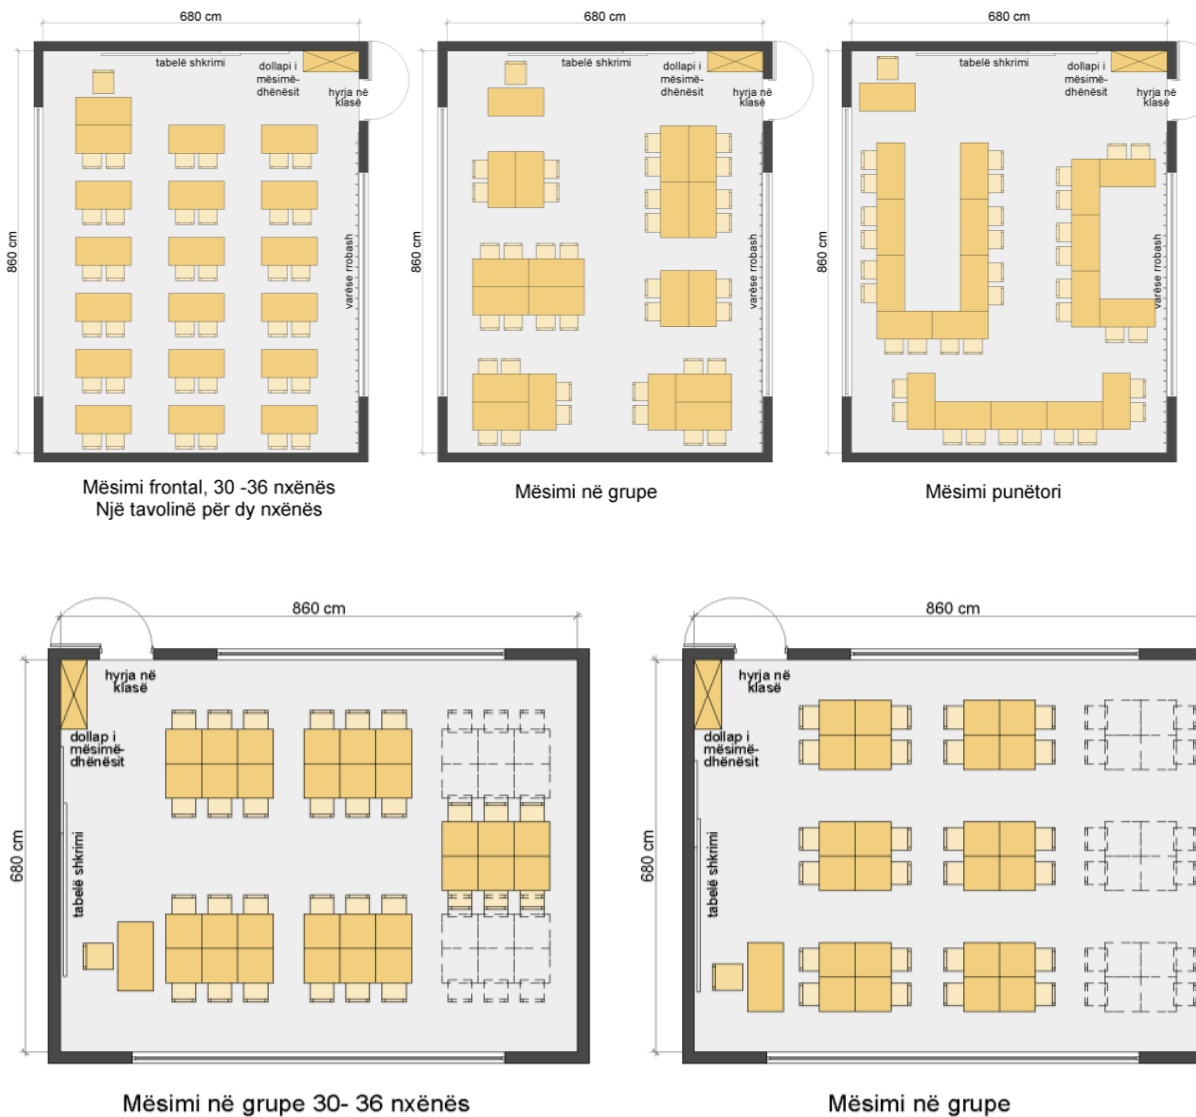 680 cm
680 cm
680 cm
tabelë shkrimi
dollapi i
mësimë-
dhënësit
hyrja në
klasë
860 cm
varëse rrobash
tabelë shkrimi
dollapi i
mësimë-
dhënësit
hyrja në
klasë
860 cm
varëse rrobash
tabelë shkrimi
dollapi i
mësimë-
dhënësit
hyrja në
klasë
860 cm
varëse rrobash
Mësimi frontal, 30 -36 nxënës
Një tavolinë për dy nxënës
Mësimi në grupe
Mësimi punëtori
860 cm
hyrja në
klasë
dollap i
mësimë-
dhënësit
tabelë shkrimi
680 cm
Mësimi në grupe 30- 36 nxënës
860 cm
hyrja në
klasë
dollap i
mësimë-
dhënësit
tabelë shkrimi
680 cm
Mësimi në grupe